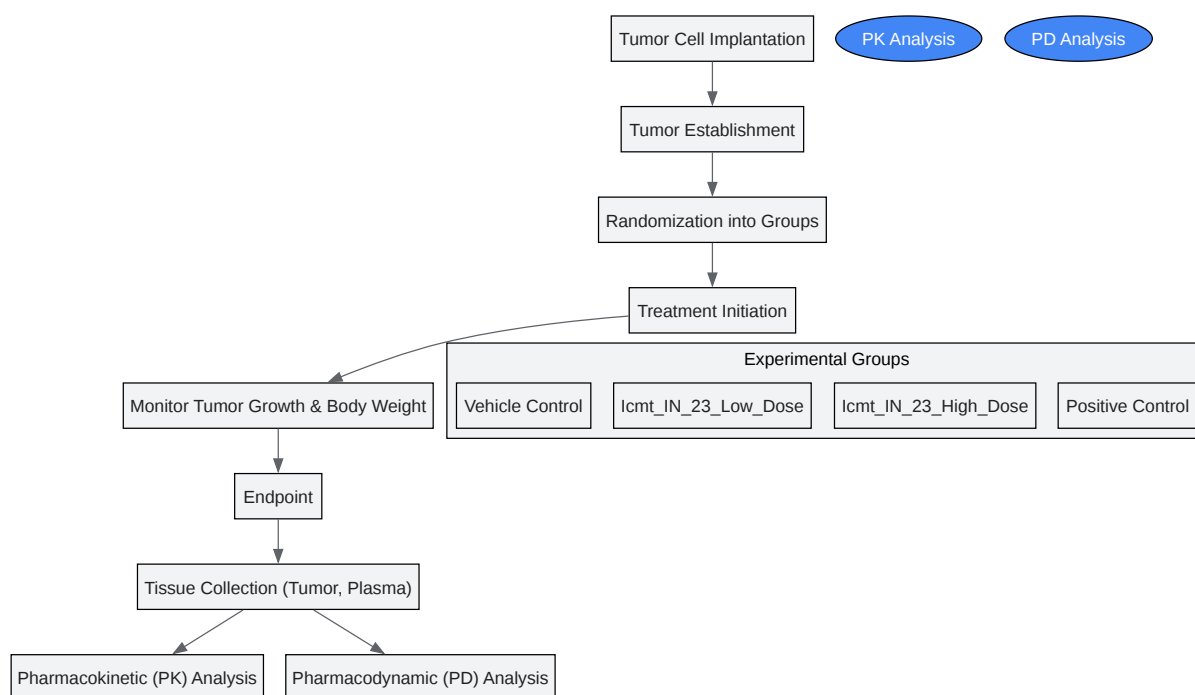 Tumor Cell Implantation
PK Analysis
PD Analysis
Tumor Establishment
Randomization into Groups
Treatment Initiation
Experimental Groups
Monitor Tumor Growth & Body Weight
Vehicle Control
Icmt_IN_23_Low_Dose
Icmt_IN_23_High_Dose
Positive Control
Endpoint
Tissue Collection (Tumor, Plasma)
Pharmacokinetic (PK) Analysis
Pharmacodynamic (PD) Analysis